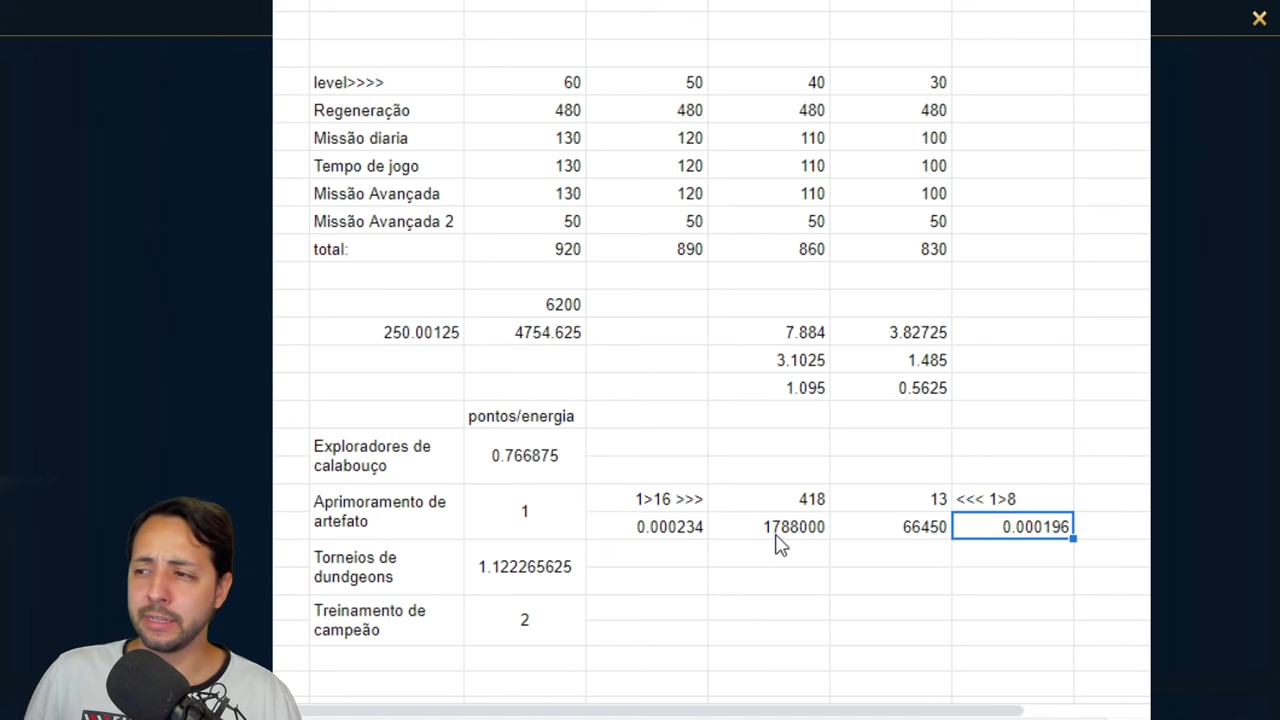 level>>>> 60 50 40 30
Regeneração 480 480 480 480
Missão diaria 130 120 110 100
Tempo de jogo 130 120 110 100
Missão Avançada 130 120 110 100
Missão Avançada 2 50 50 50 50
total: 920 890 860 830
6200
250.00125 4754.625 7.884 3.82725
3.1025 1.485
1.095 0.5625
pontos/energia
Exploradores de
calabouço
0.766875
Aprimoramento de
artefato
1
1>16 >>> 418 13 <<< 1>8
0.000234 1788000 66450 0.000196
Torneios de
dundgeons
1.122265625
Treinamento de
campeão
2